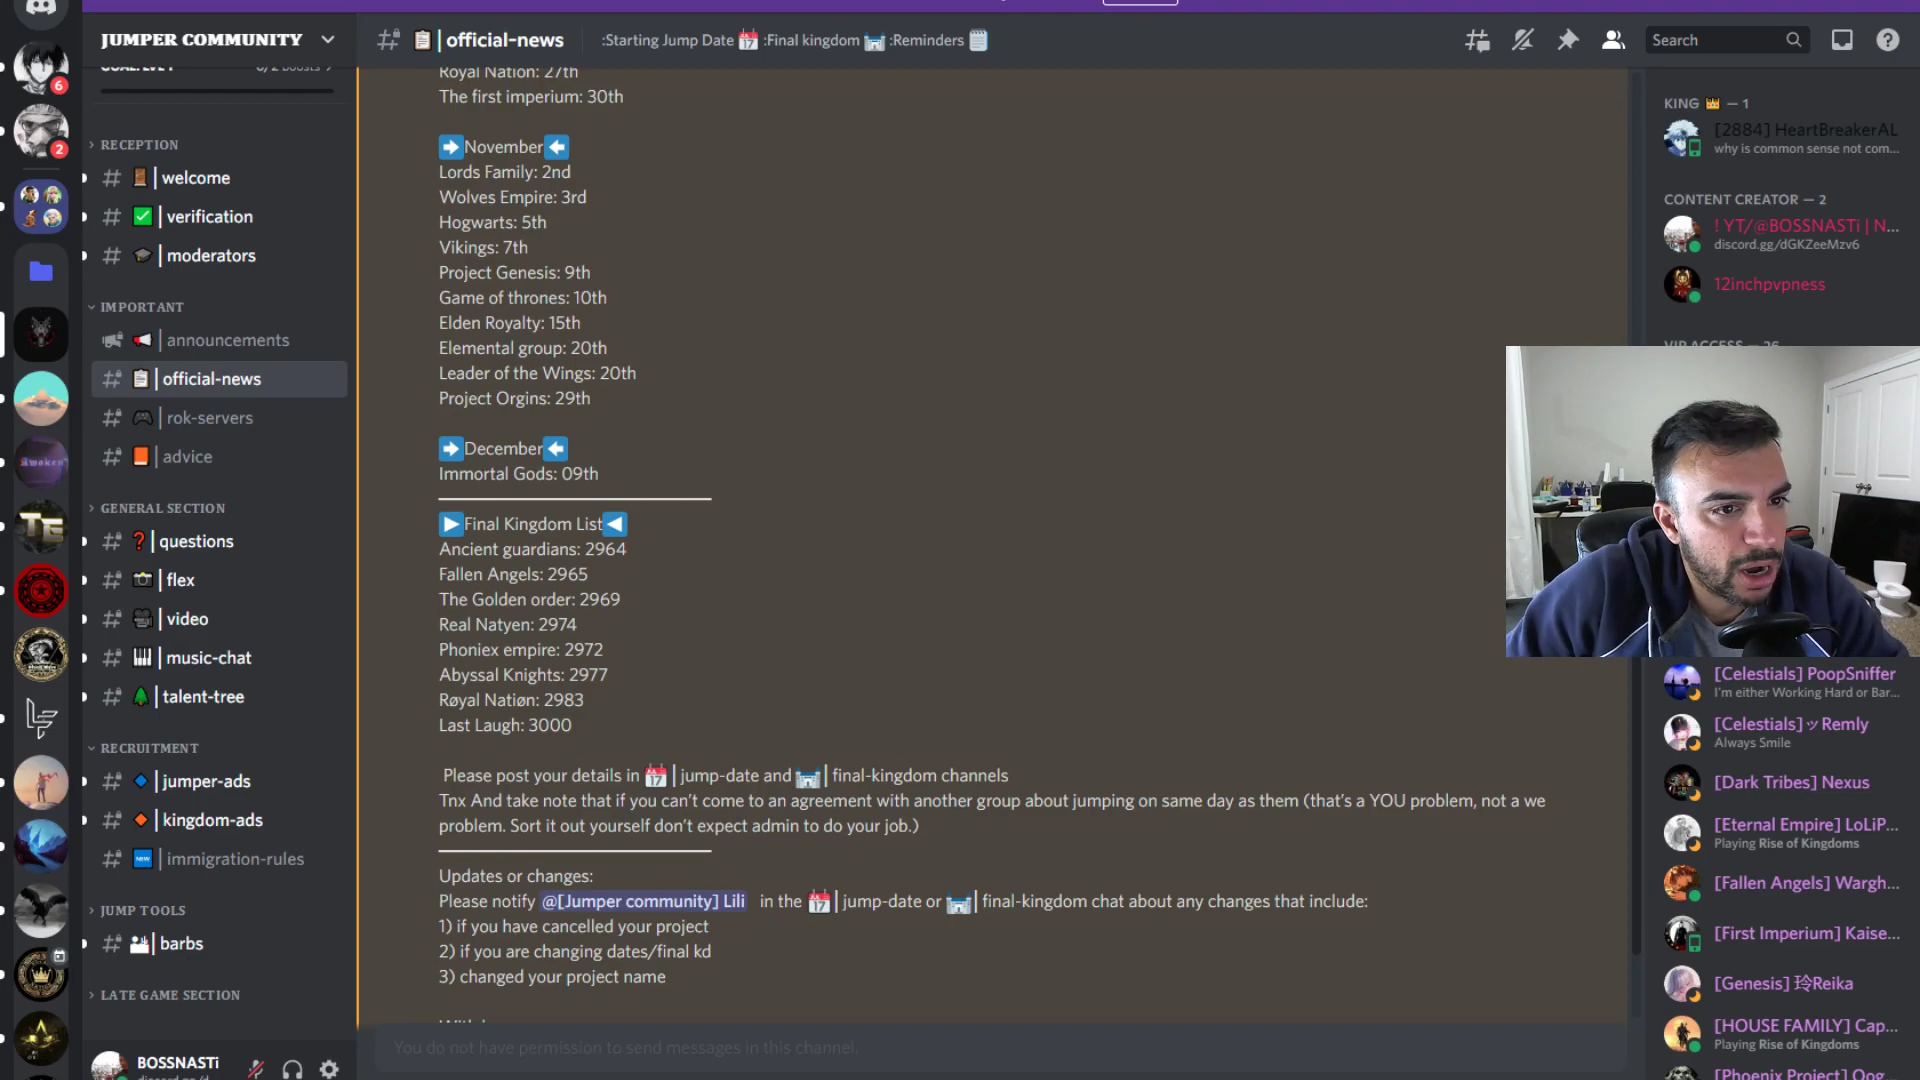 JUMPER COMMUNITY
official-news
:Starting Jump Date :Final kingdom :Reminders
Search
6
2
RECEPTION
welcome
verification
moderators
IMPORTANT
announcements
official-news
rok-servers
advice
GENERAL SECTION
questions
flex
video
music-chat
talent-tree
RECRUITMENT
jumper-ads
kingdom-ads
immigration-rules
JUMP TOOLS
barbs
LATE GAME SECTION
BOSSNASTi
Royal Nation: 27th
The first imperium: 30th
November
Lords Family: 2nd
Wolves Empire: 3rd
Hogwarts: 5th
Vikings: 7th
Project Genesis: 9th
Game of thrones: 10th
Elden Royalty: 15th
Elemental group: 20th
Leader of the Wings: 20th
Project Orgins: 29th
December
Immortal Gods: 09th
Final Kingdom List
Ancient guardians: 2964
Fallen Angels: 2965
The Golden order: 2969
Real Natyen: 2974
Phoniex empire: 2972
Abyssal Knights: 2977
Røyal Natiøn: 2983
Last Laugh: 3000
Please post your details in | jump-date and | final-kingdom channels
Tnx And take note that if you can't come to an agreement with another group about jumping on same day as them (that's a YOU problem, not a we
problem. Sort it out yourself don't expect admin to do your job.)
Updates or changes:
Please notify @[Jumper community] Lili in the | jump-date or | final-kingdom chat about any changes that include:
1) if you have cancelled your project
2) if you are changing dates/final kd
3) changed your project name
You do not have permission to send messages in this channel.
KING — 1
[2884] HeartBreakerAL
why is common sense not com...
CONTENT CREATOR — 2
! YT/@BOSSNASTi | N...
discord.gg/dGKZeeMzv6
12inchpvpness
[Celestials] PoopSniffer
I'm either Working Hard or Bar...
[Celestials] ッ Remly
Always Smile
[Dark Tribes] Nexus
[Eternal Empire] LoLiP...
Playing Rise of Kingdoms
[Fallen Angels] Wargh...
[First Imperium] Kaise...
[Genesis] 玲Reika
[HOUSE FAMILY] Cap...
Playing Rise of Kingdoms